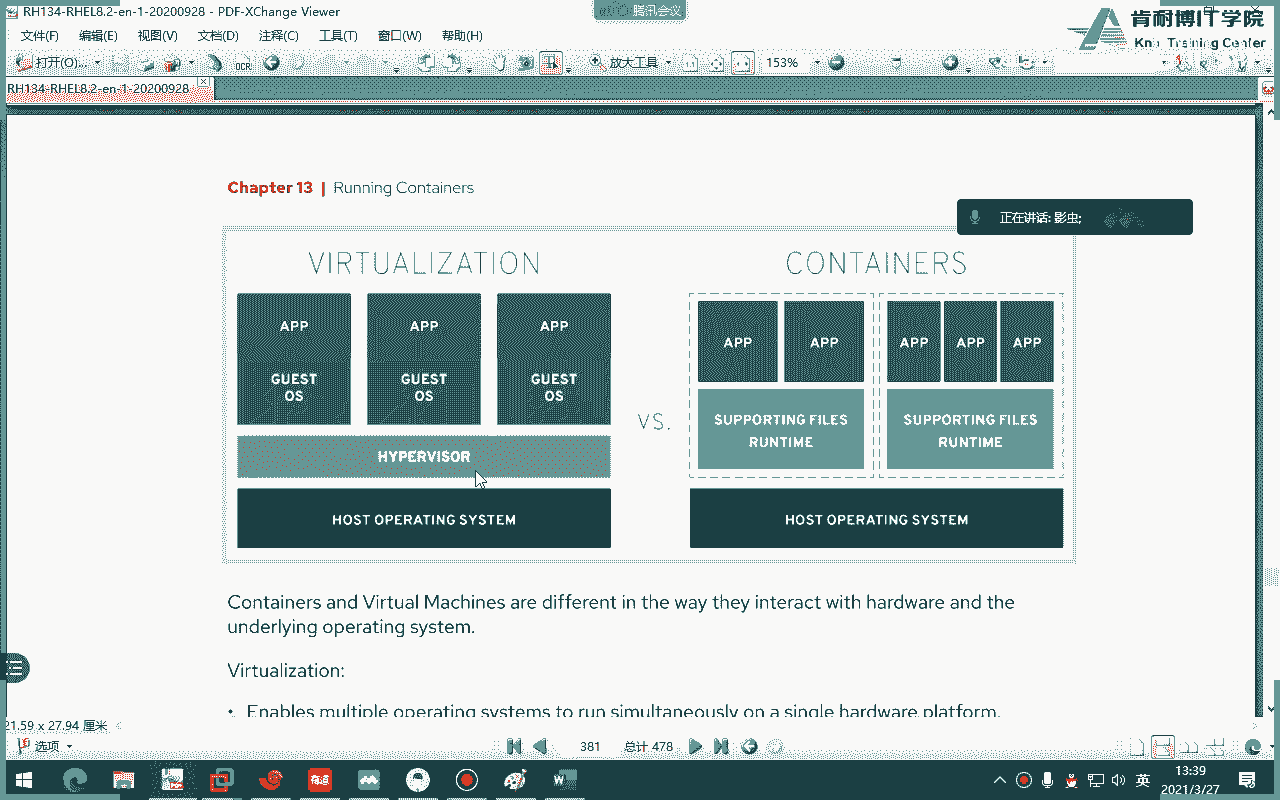 RH134-RHEL8.2-en-1-20200928 - PDF-XChange Viewer
腾讯会议
肯耐博IT学院
Training Center
文件(F) 编辑(E) 视图(V) 文档(D) 注释(C) 工具(T) 窗口(W) 帮助(H)
打开(O)... OCR 放大工具 153%
RH134-RHEL8.2-en-1-20200928
Chapter 13 | Running Containers
正在讲话: 影虫;
VIRTUALIZATION
CONTAINERS
APP APP APP
GUEST OS GUEST OS GUEST OS
HYPERVISOR
HOST OPERATING SYSTEM
VS.
APP APP APP APP APP
SUPPORTING FILES RUNTIME SUPPORTING FILES RUNTIME
HOST OPERATING SYSTEM
Containers and Virtual Machines are different in the way they interact with hardware and the
underlying operating system.
Virtualization:
• Enables multiple operating systems to run simultaneously on a single hardware platform.
21.59 x 27.94 厘米
选项 381 总计 478
英 13:39
2021/3/27